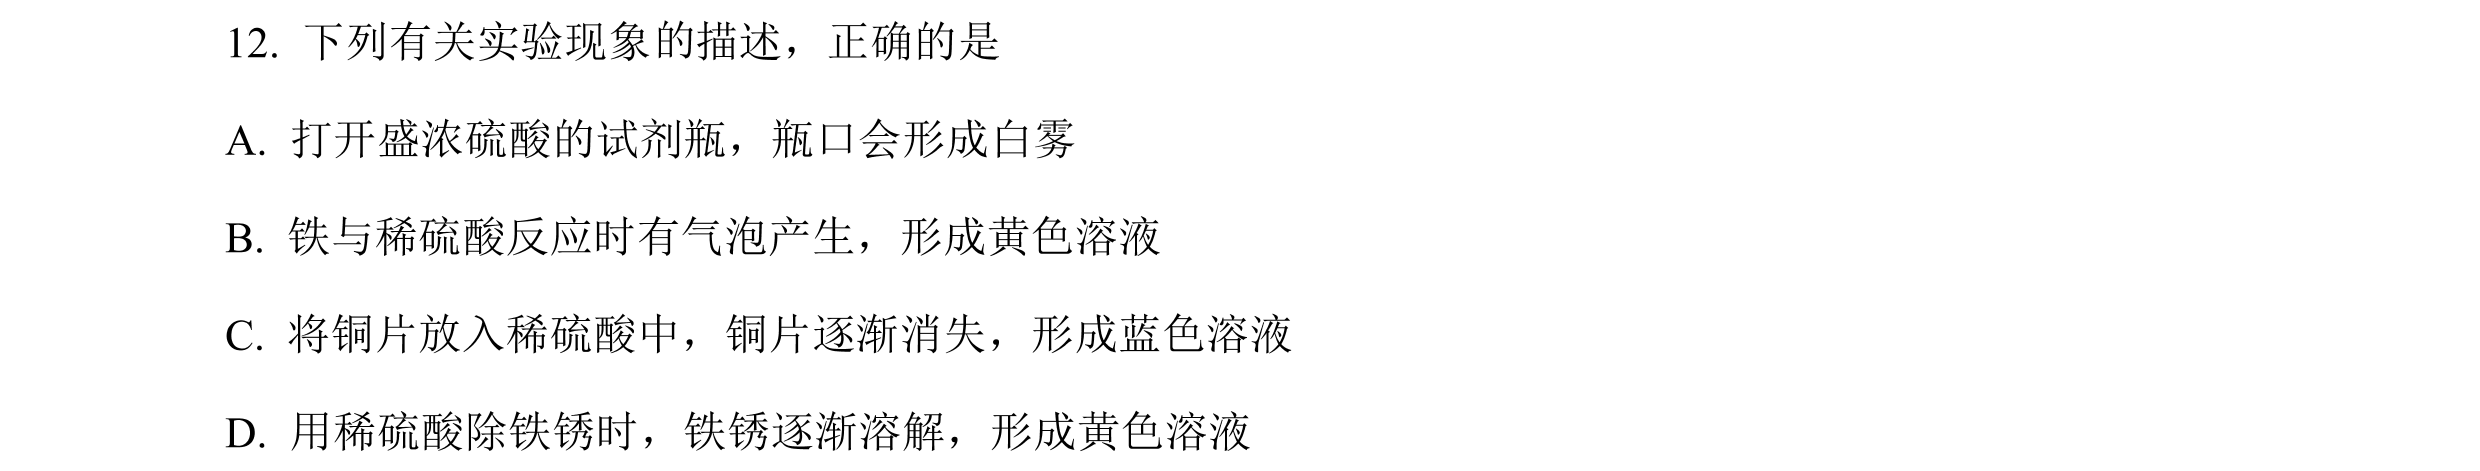 12. 下列有关实验现象的描述，正确的是
A. 打开盛浓硫酸的试剂瓶，瓶口会形成白雾
B. 铁与稀硫酸反应时有气泡产生，形成黄色溶液
C. 将铜片放入稀硫酸中，铜片逐渐消失，形成蓝色溶液
D. 用稀硫酸除铁锈时，铁锈逐渐溶解，形成黄色溶液